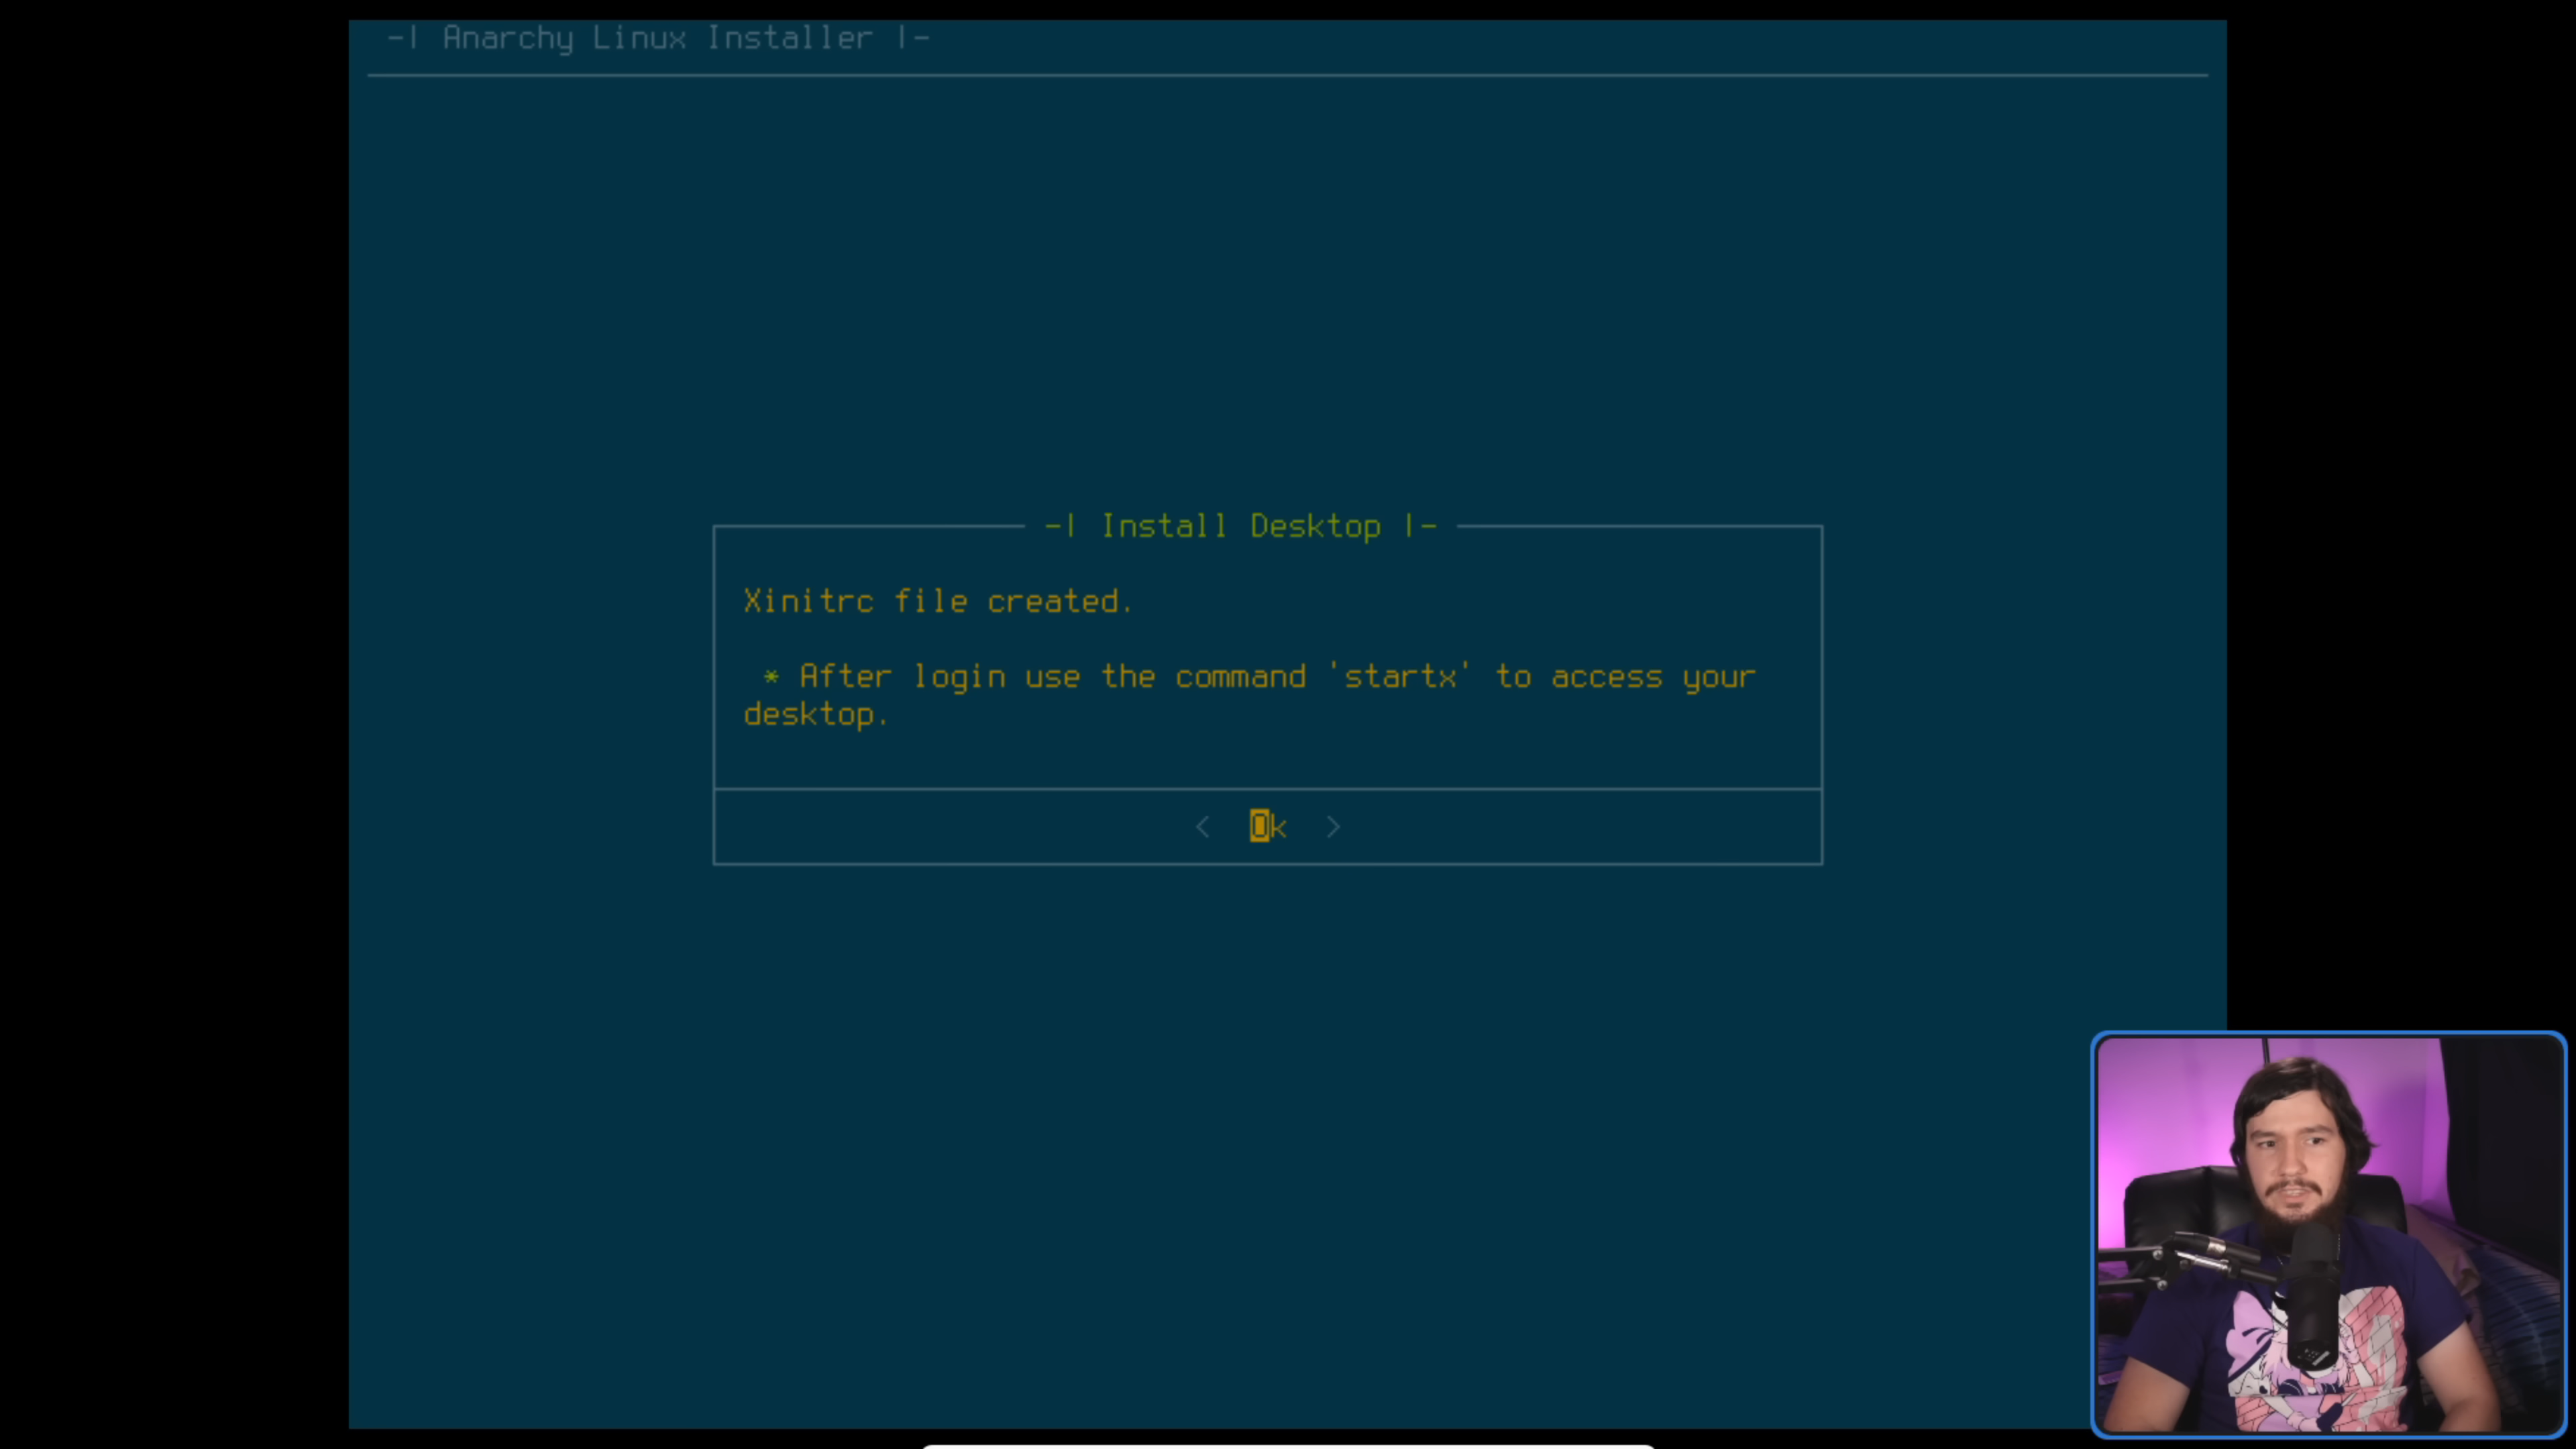 -| Anarchy Linux Installer |-
-| Install Desktop |-
Xinitrc file created.
* After login use the command 'startx' to access your
desktop.
< Ok >